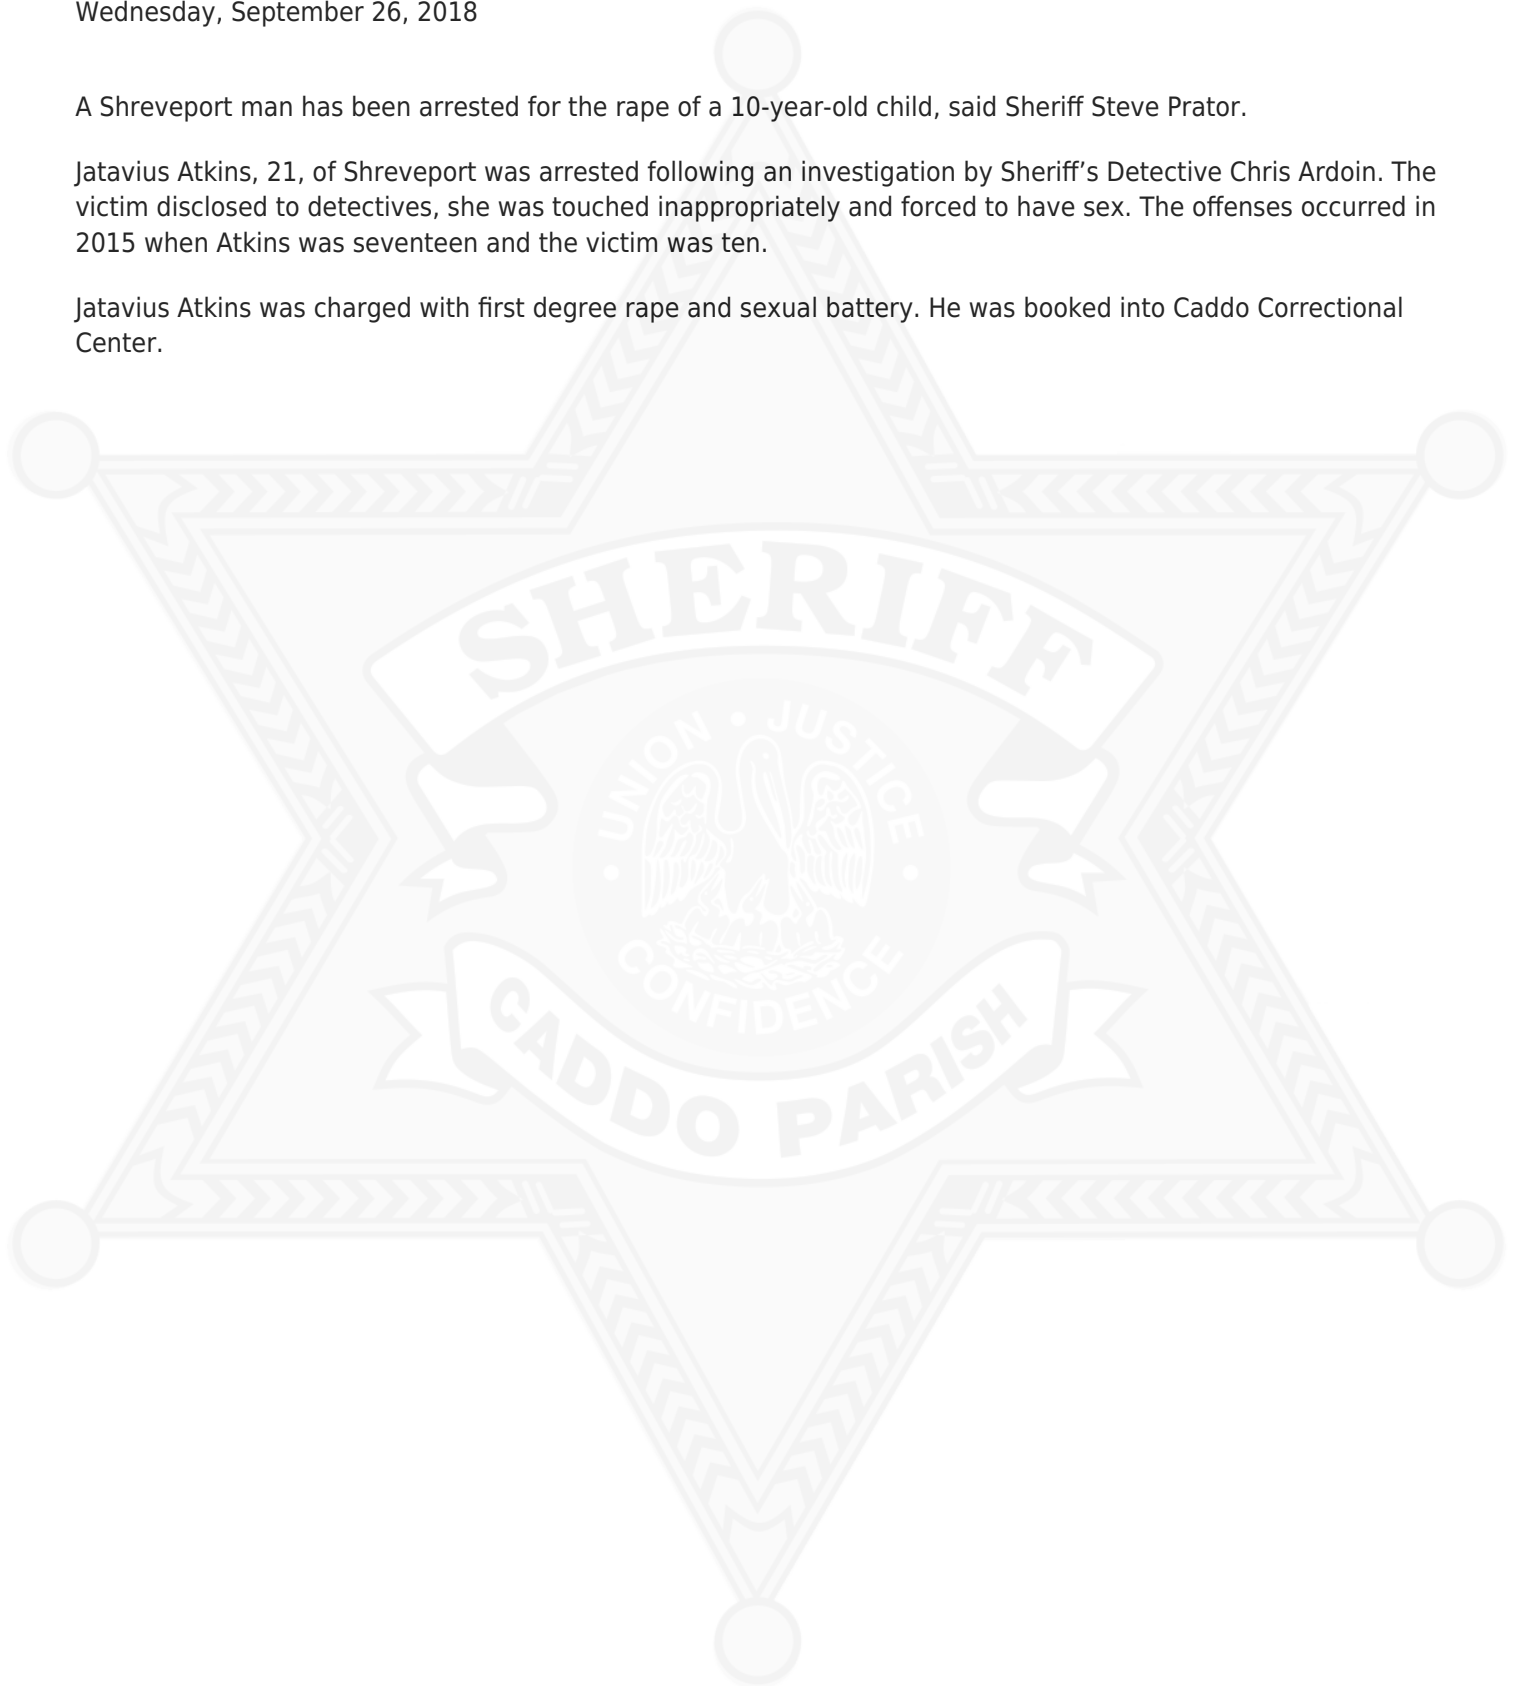 Wednesday, September 26, 2018
A Shreveport man has been arrested for the rape of a 10-year-old child, said Sheriff Steve Prator.
Jatavius Atkins, 21, of Shreveport was arrested following an investigation by Sheriff’s Detective Chris Ardoin. The
victim disclosed to detectives, she was touched inappropriately and forced to have sex. The offenses occurred in
2015 when Atkins was seventeen and the victim was ten.
Jatavius Atkins was charged with first degree rape and sexual battery. He was booked into Caddo Correctional
Center.
SHERIFF
UNION • JUSTICE
• CONFIDENCE •
CADDO PARISH